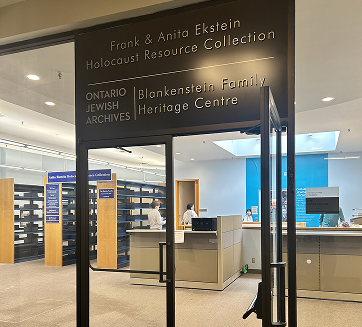 Frank & Anita Ekstein
Holocaust Resource Collection
ONTARIO
JEWISH
ARCHIVES
Blankenstein Family
Heritage Centre